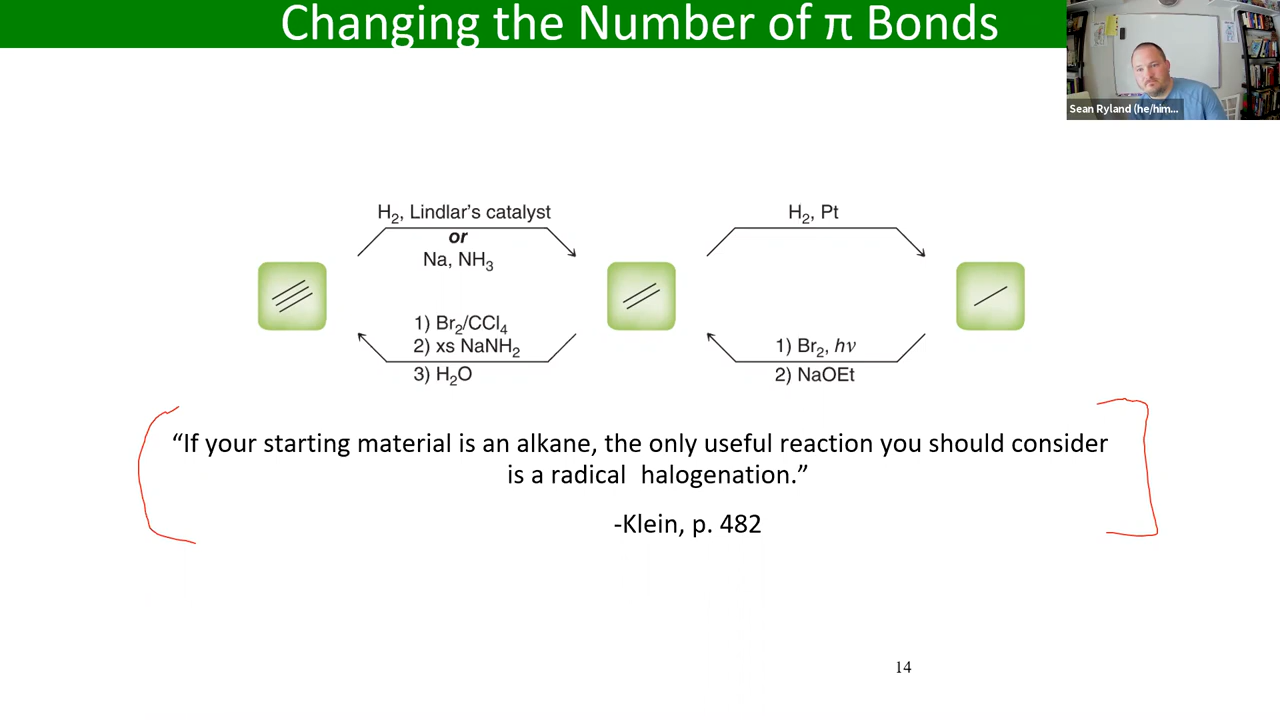 Changing the Number of π Bonds
Sean Ryland (he/him...
H₂, Lindlar's catalyst
or
Na, NH₃
H₂, Pt
1) Br₂/CCl₄
2) xs NaNH₂
3) H₂O
1) Br₂, hν
2) NaOEt
“If your starting material is an alkane, the only useful reaction you should consider
is a radical halogenation.”
-Klein, p. 482
14